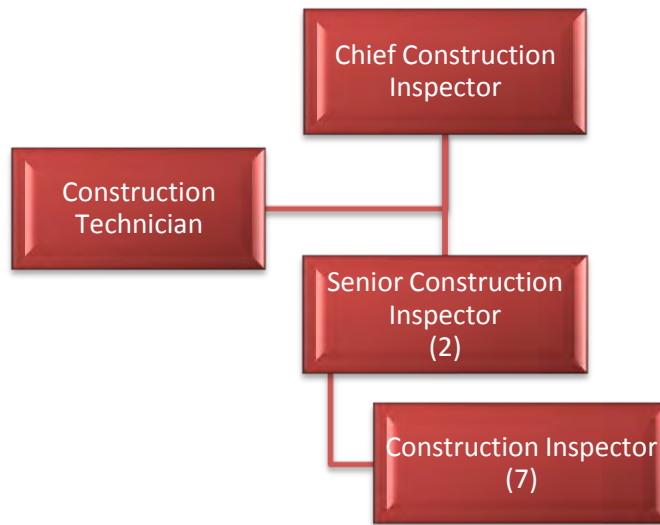 Chief Construction
Inspector
Construction
Technician
Senior Construction
Inspector
(2)
Construction Inspector
(7)